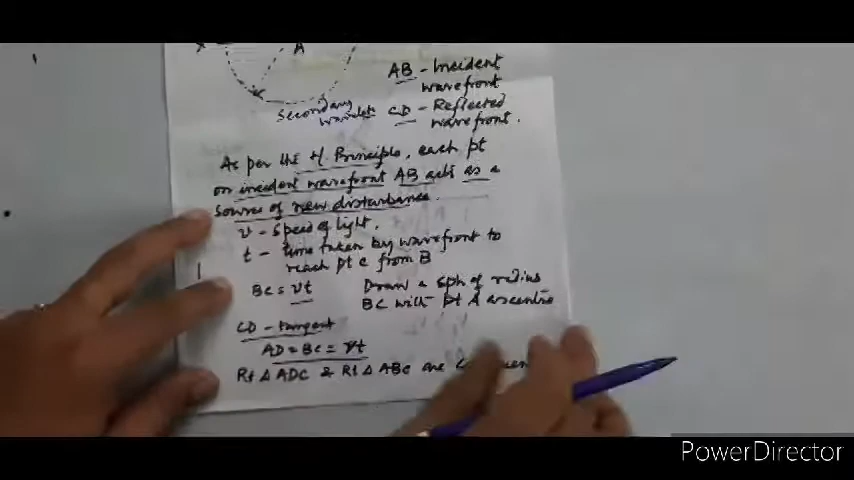 A
AB - Incident
wavefront
Secondary
wavelets
CD - Reflected
wavefront.
As per the H. Principle, each pt
on incident wavefront AB acts as a
source of new disturbance.
v - speed of light.
t - time taken by wavefront to
reach pt C from B
BC = vt
Draw a sph of radius
BC with pt A as centre
CD - tangent
AD = BC = vt
Rt Δ ADC & Rt Δ ABC are
PowerDirector